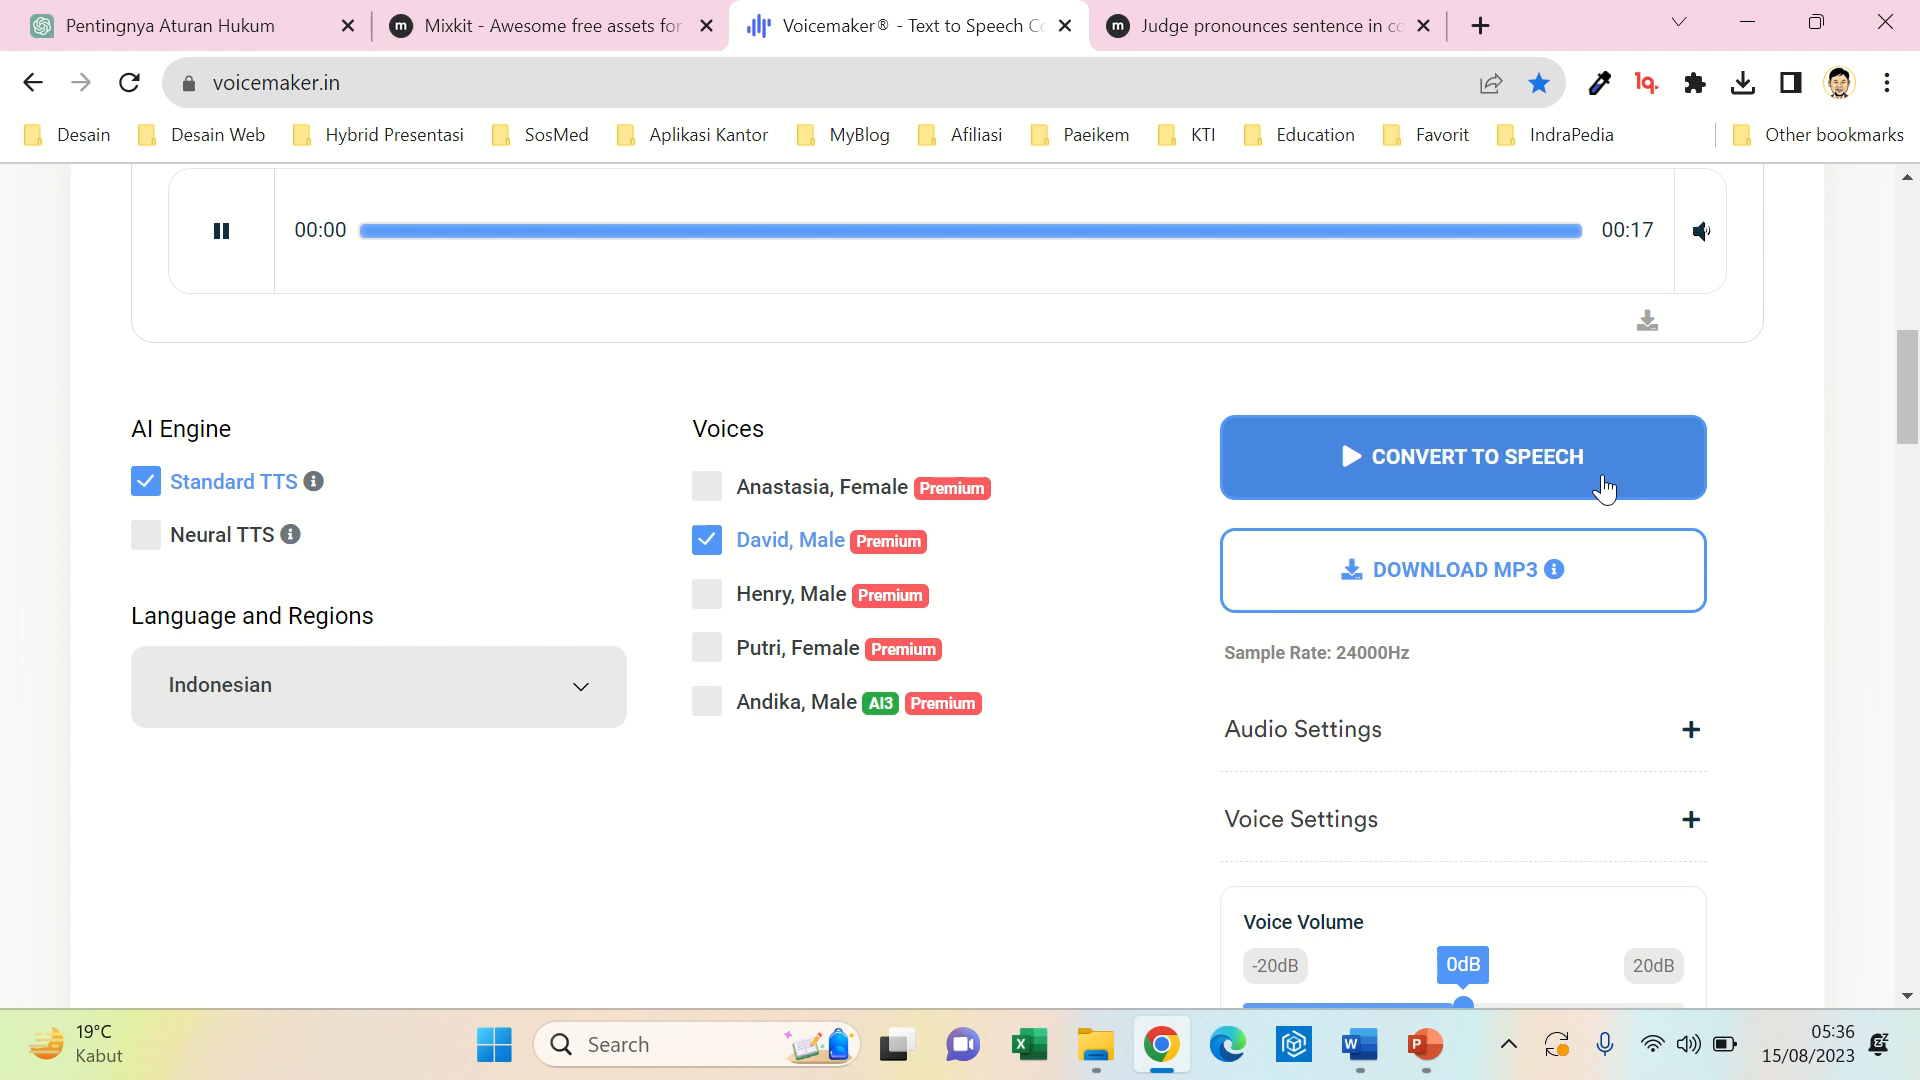 Pentingnya Aturan Hukum
Mixkit - Awesome free assets for
Voicemaker® - Text to Speech Co
Judge pronounces sentence in co
voicemaker.in
1q.
Desain
Desain Web
Hybrid Presentasi
SosMed
Aplikasi Kantor
MyBlog
Afiliasi
Paeikem
KTI
Education
Favorit
IndraPedia
Other bookmarks
00:00
00:17
AI Engine
Standard TTS
Neural TTS
Language and Regions
Indonesian
Voices
Anastasia, Female Premium
David, Male Premium
Henry, Male Premium
Putri, Female Premium
Andika, Male AI3 Premium
CONVERT TO SPEECH
DOWNLOAD MP3
Sample Rate: 24000Hz
Audio Settings
Voice Settings
Voice Volume
-20dB
0dB
20dB
19°C
Kabut
Search
05:36
15/08/2023